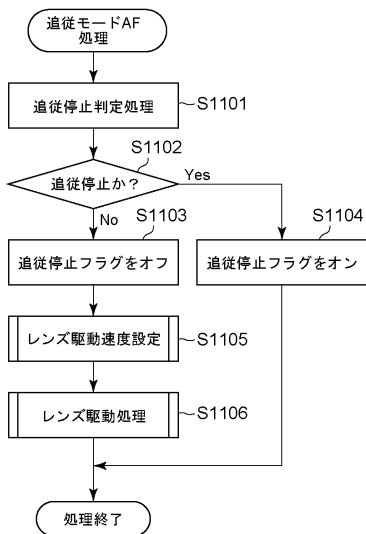 追従モードAF
処理
追従停止判定処理
S1101
S1102
追従停止か？
Yes
No
S1103
S1104
追従停止フラグをオフ
追従停止フラグをオン
レンズ駆動速度設定
S1105
レンズ駆動処理
S1106
処理終了